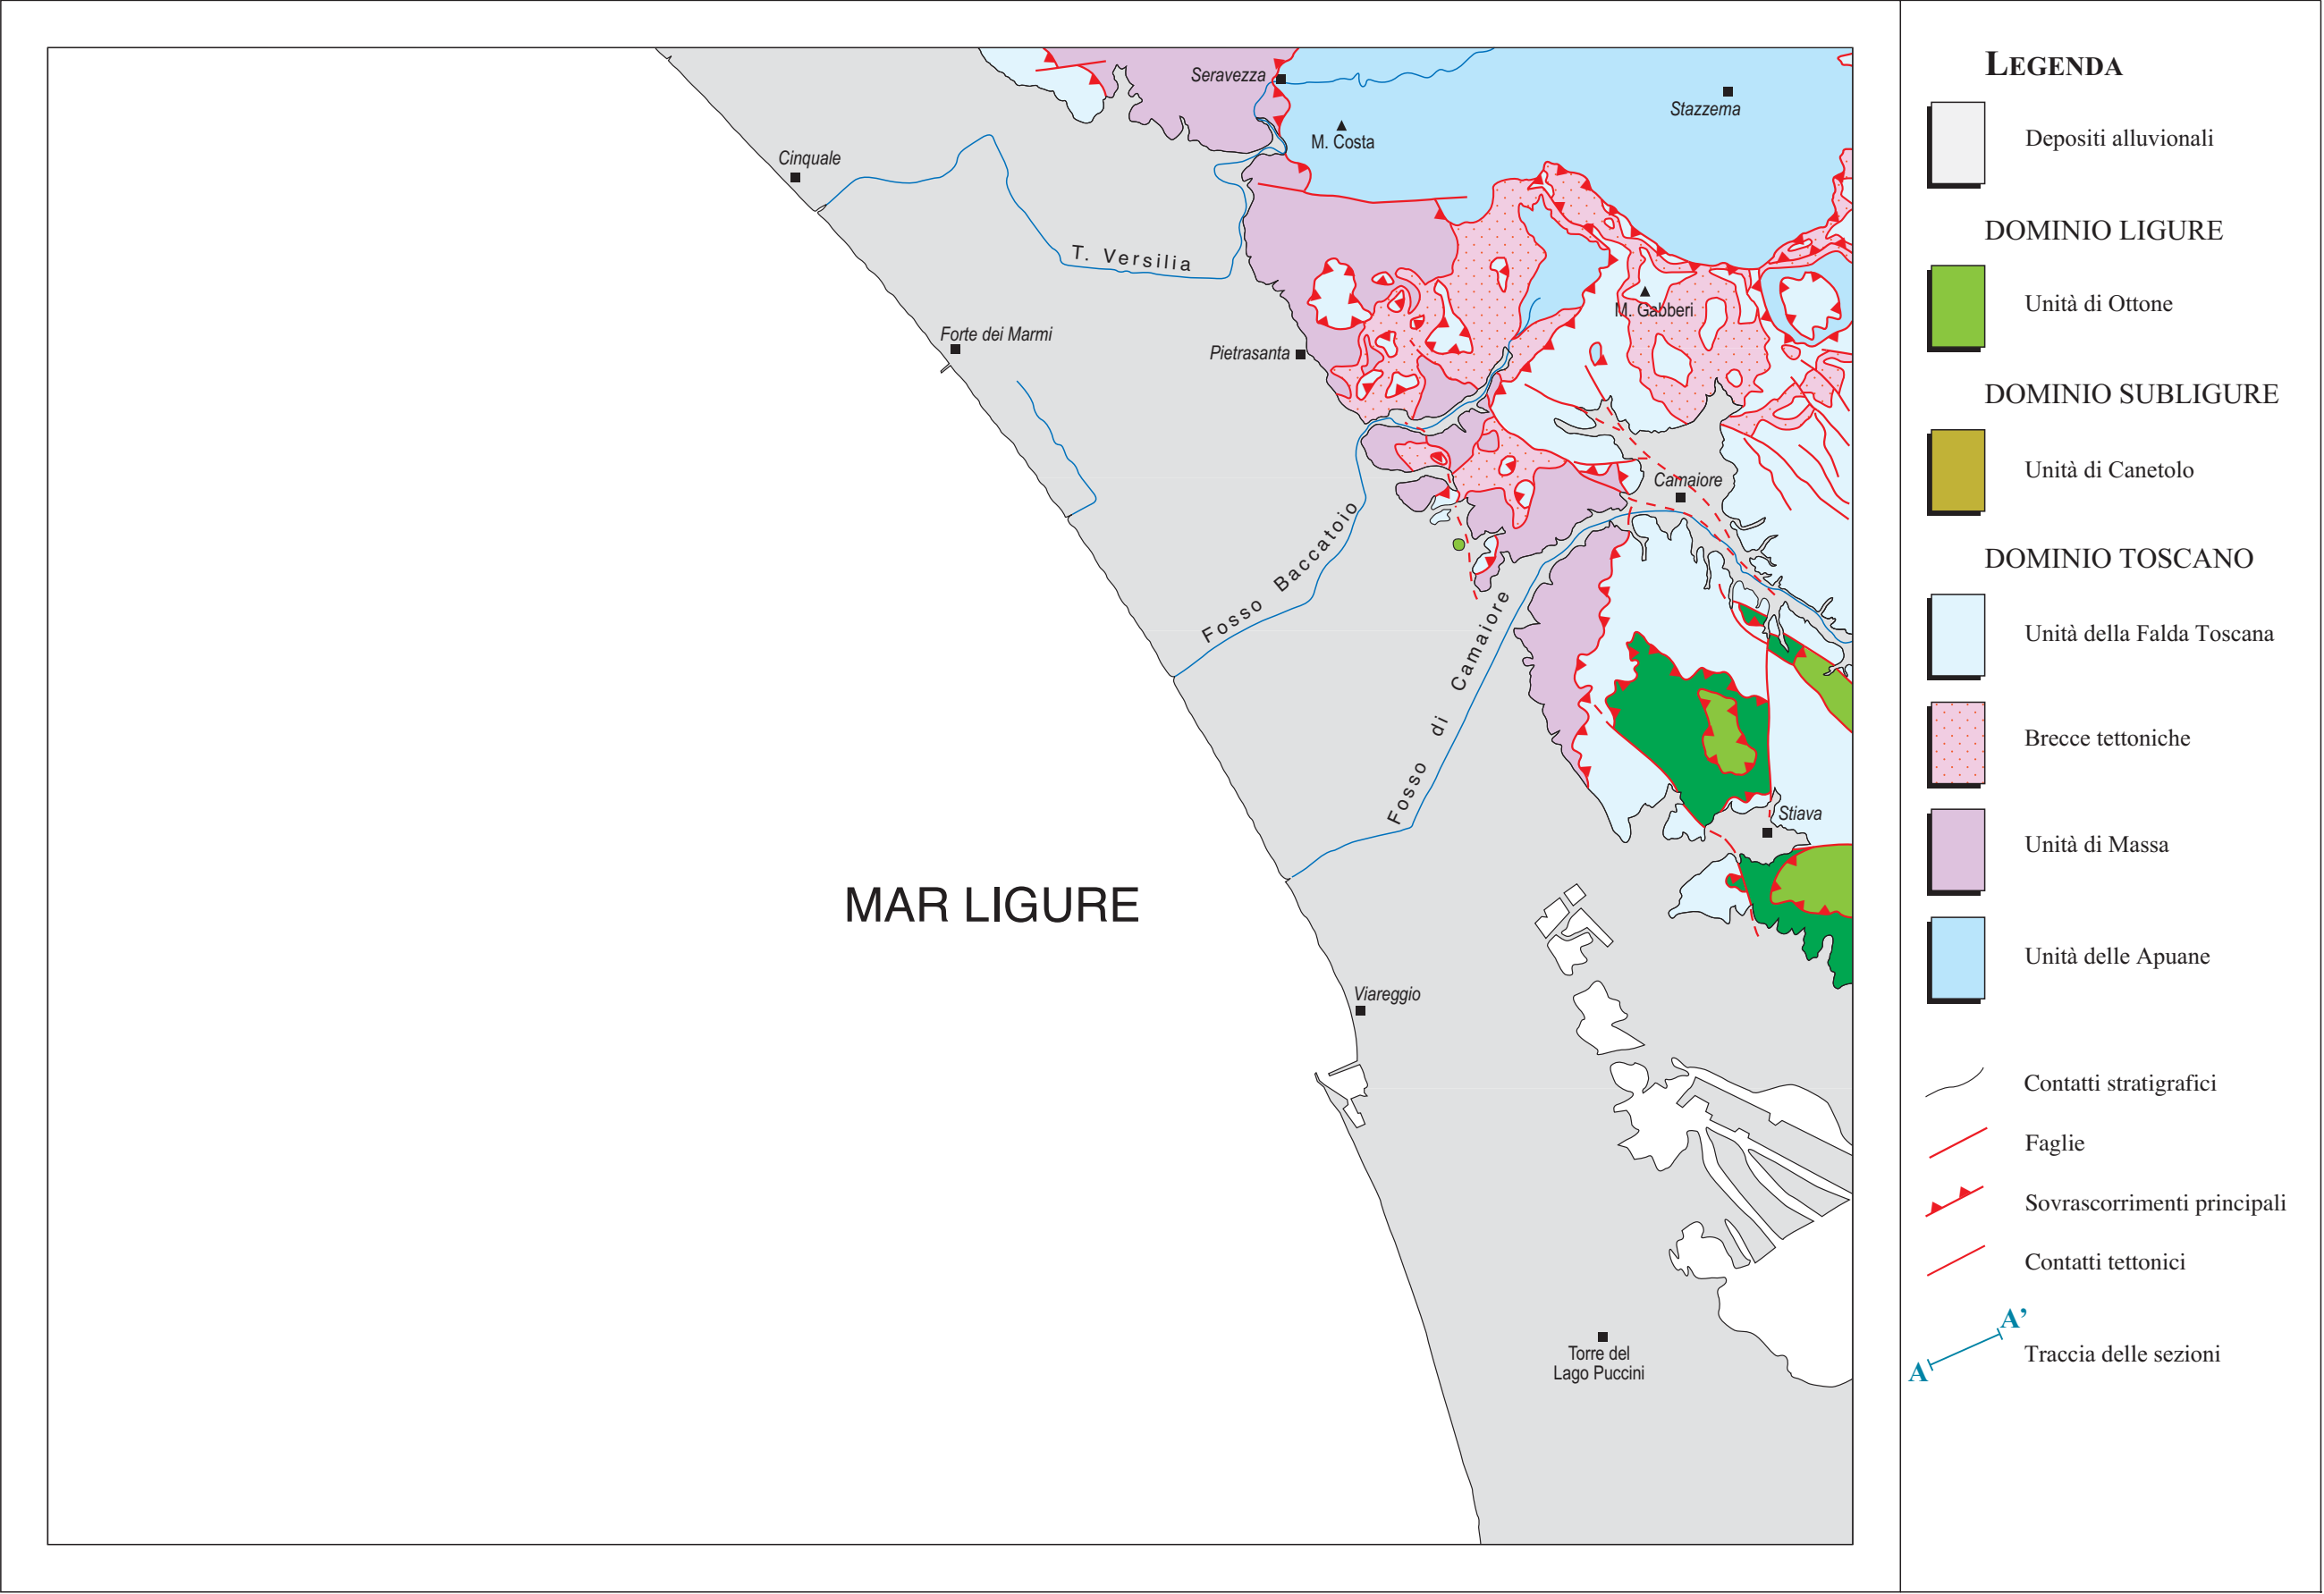 Seravezza
Stazzema
M. Costa
Cinquale
T. Versilia
M. Gabberi
Forte dei Marmi
Pietrasanta
Camaiore
Fosso Baccatoio
Fosso di Camaiore
Stiava
MAR LIGURE
Viareggio
Torre del
Lago Puccini
LEGENDA
Depositi alluvionali
DOMINIO LIGURE
Unità di Ottone
DOMINIO SUBLIGURE
Unità di Canetolo
DOMINIO TOSCANO
Unità della Falda Toscana
Brecce tettoniche
Unità di Massa
Unità delle Apuane
Contatti stratigrafici
Faglie
Sovrascorrimenti principali
Contatti tettonici
A’
Traccia delle sezioni
A